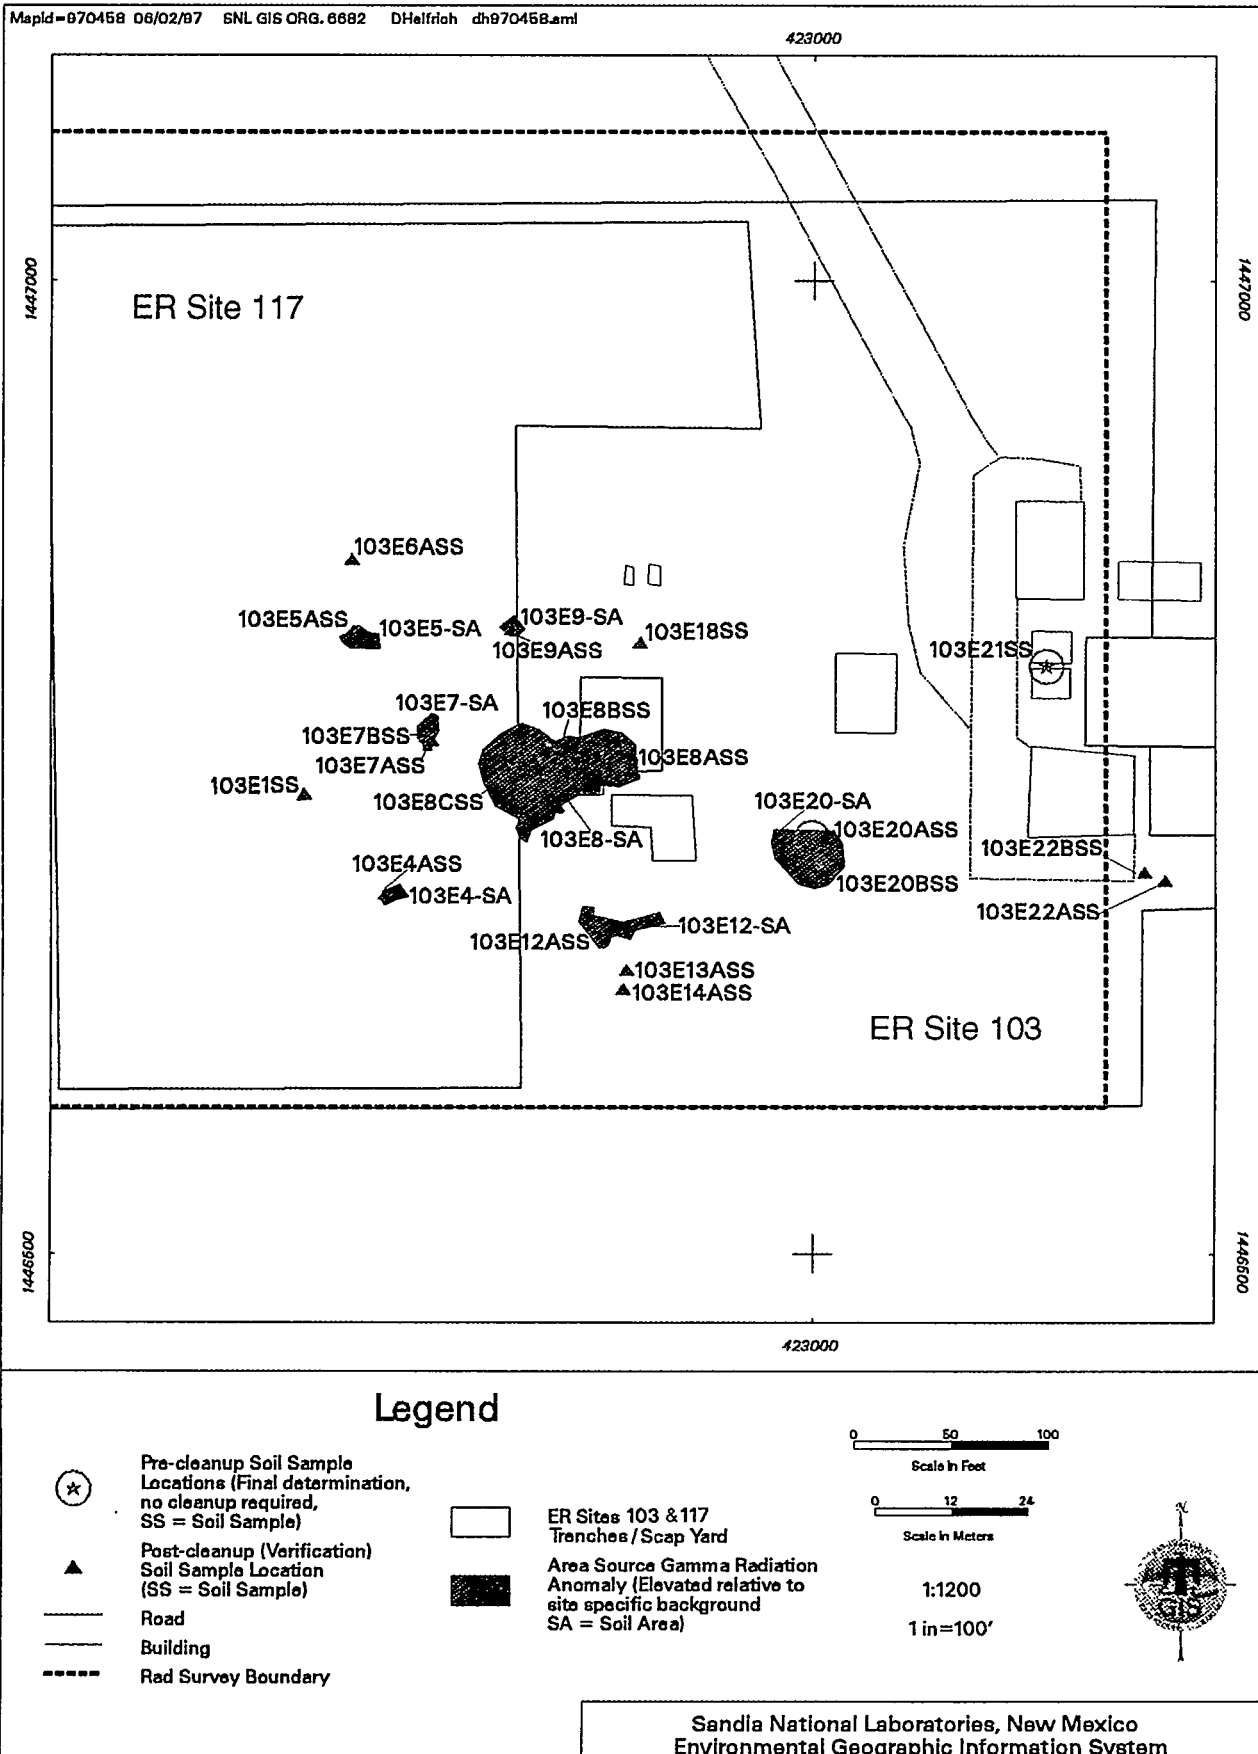 MapId=970458 06/02/97 SNL GIS ORG. 6682 DHelfrich dh970458.aml
423000
1447000
1447000
ER Site 117
103E6ASS
103E5ASS
103E5-SA
103E9-SA
103E9ASS
103E18SS
103E21SS
103E7-SA
103E7BSS
103E7ASS
103E8BSS
103E8ASS
103E1SS
103E8CSS
103E8-SA
103E20-SA
103E20ASS
103E20BSS
103E22BSS
103E22ASS
103E4ASS
103E4-SA
103E12ASS
103E12-SA
103E13ASS
103E14ASS
ER Site 103
1446500
1446500
423000
Legend
Pre-cleanup Soil Sample
Locations (Final determination,
no cleanup required,
SS = Soil Sample)
Post-cleanup (Verification)
Soil Sample Location
(SS = Soil Sample)
Road
Building
Rad Survey Boundary
ER Sites 103 & 117
Trenches / Scap Yard
Area Source Gamma Radiation
Anomaly (Elevated relative to
site specific background
SA = Soil Area)
0 50 100
Scale in Feet
0 12 24
Scale in Meters
1:1200
1 in=100'
N
GIS
Sandia National Laboratories, New Mexico
Environmental Geographic Information System